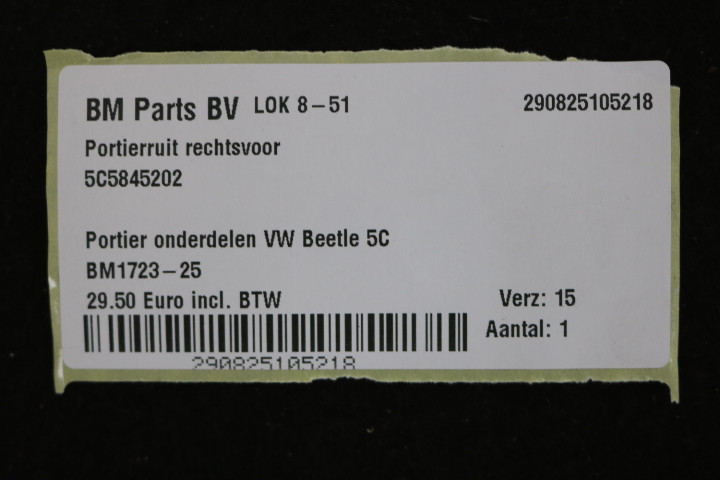 BM Parts BV LOK 8-51 290825105218
Portierruit rechtsvoor
5C5845202
Portier onderdelen VW Beetle 5C
BM1723-25
29.50 Euro incl. BTW Verz: 15
Aantal: 1
290825105218